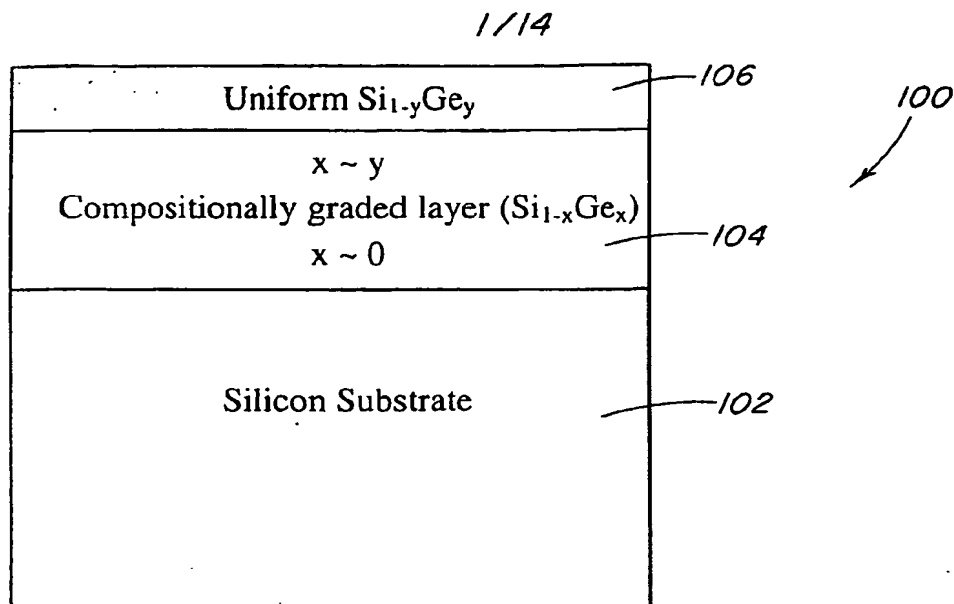 1/14
Uniform Si₁₋yGey
106
100
x ~ y
Compositionally graded layer (Si₁₋ₓGeₓ)
104
x ~ 0
Silicon Substrate
102